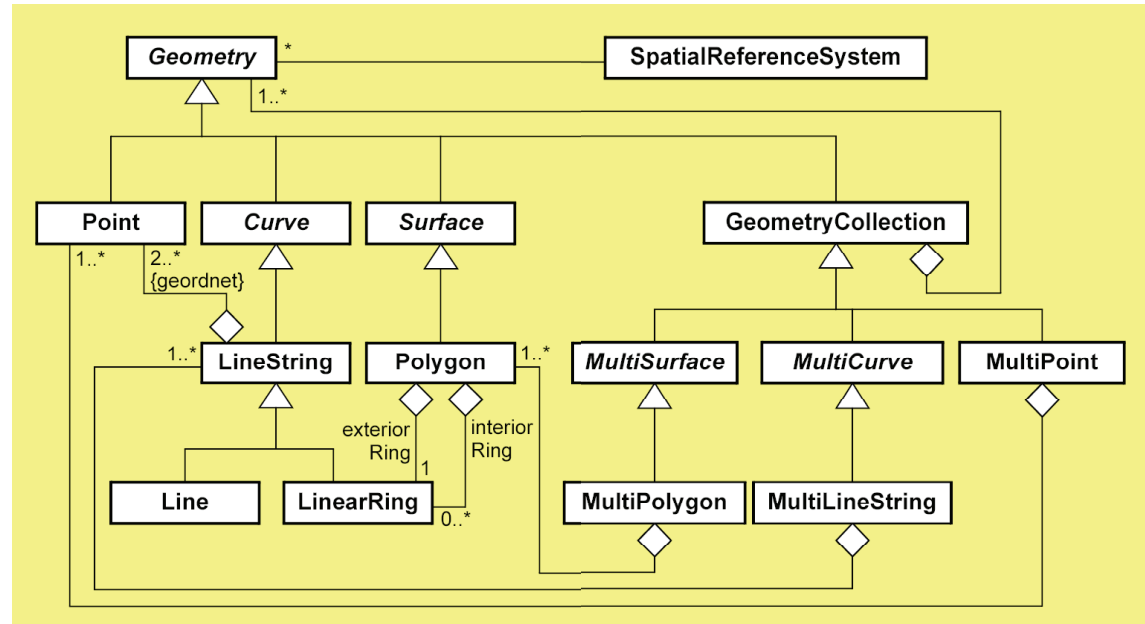 Geometry
*
SpatialReferenceSystem
1..*
Point
Curve
Surface
GeometryCollection
1..*
2..*
{geordnet}
1..*
LineString
Polygon
1..*
MultiSurface
MultiCurve
MultiPoint
exterior
Ring
interior
Ring
1
Line
LinearRing
0..*
MultiPolygon
MultiLineString